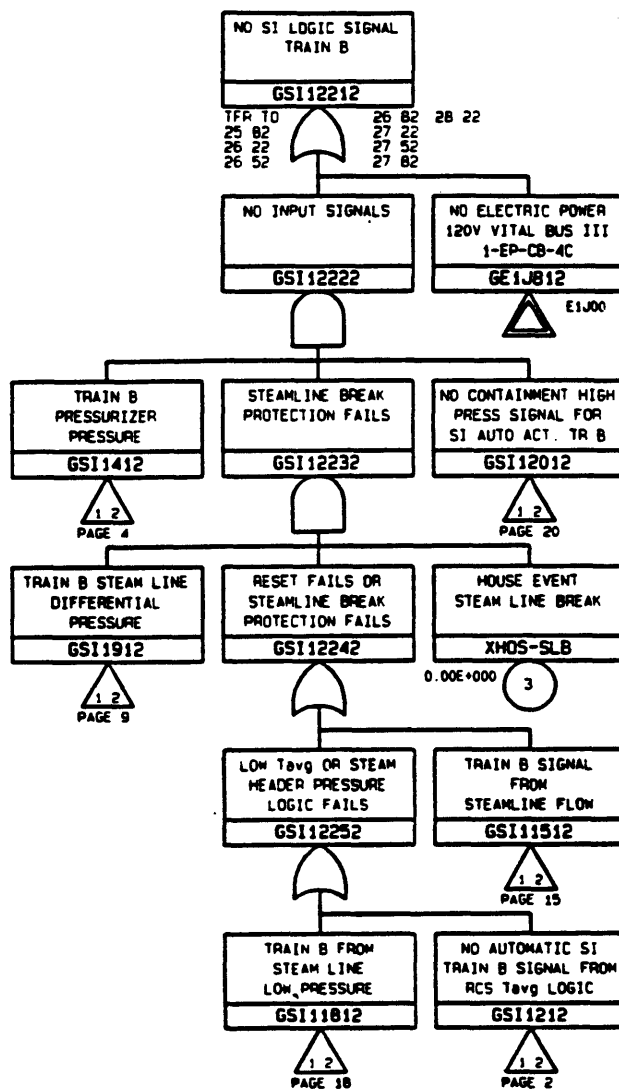 NO SI LOGIC SIGNAL
TRAIN B
GSI12212
TFR TO
25 82
26 22
26 52
26 82 28 22
27 22
27 52
27 82
NO INPUT SIGNALS
GSI12222
NO ELECTRIC POWER
120V VITAL BUS III
1-EP-CB-4C
GE1JB12
E1J00
TRAIN B
PRESSURIZER
PRESSURE
GSI1412
1 2
PAGE 4
STEAMLINE BREAK
PROTECTION FAILS
GSI12232
NO CONTAINMENT HIGH
PRESS SIGNAL FOR
SI AUTO ACT. TR B
GSI12012
1 2
PAGE 20
TRAIN B STEAM LINE
DIFFERENTIAL
PRESSURE
GSI1912
1 2
PAGE 9
RESET FAILS OR
STEAMLINE BREAK
PROTECTION FAILS
GSI12242
HOUSE EVENT
STEAM LINE BREAK
XHOS-SLB
0.00E+000
3
LOW Tavg OR STEAM
HEADER PRESSURE
LOGIC FAILS
GSI12252
TRAIN B SIGNAL
FROM
STEAMLINE FLOW
GSI11512
1 2
PAGE 15
TRAIN B FROM
STEAM LINE
LOW PRESSURE
GSI11812
1 2
PAGE 18
NO AUTOMATIC SI
TRAIN B SIGNAL FROM
RCS Tavg LOGIC
GSI1212
1 2
PAGE 2